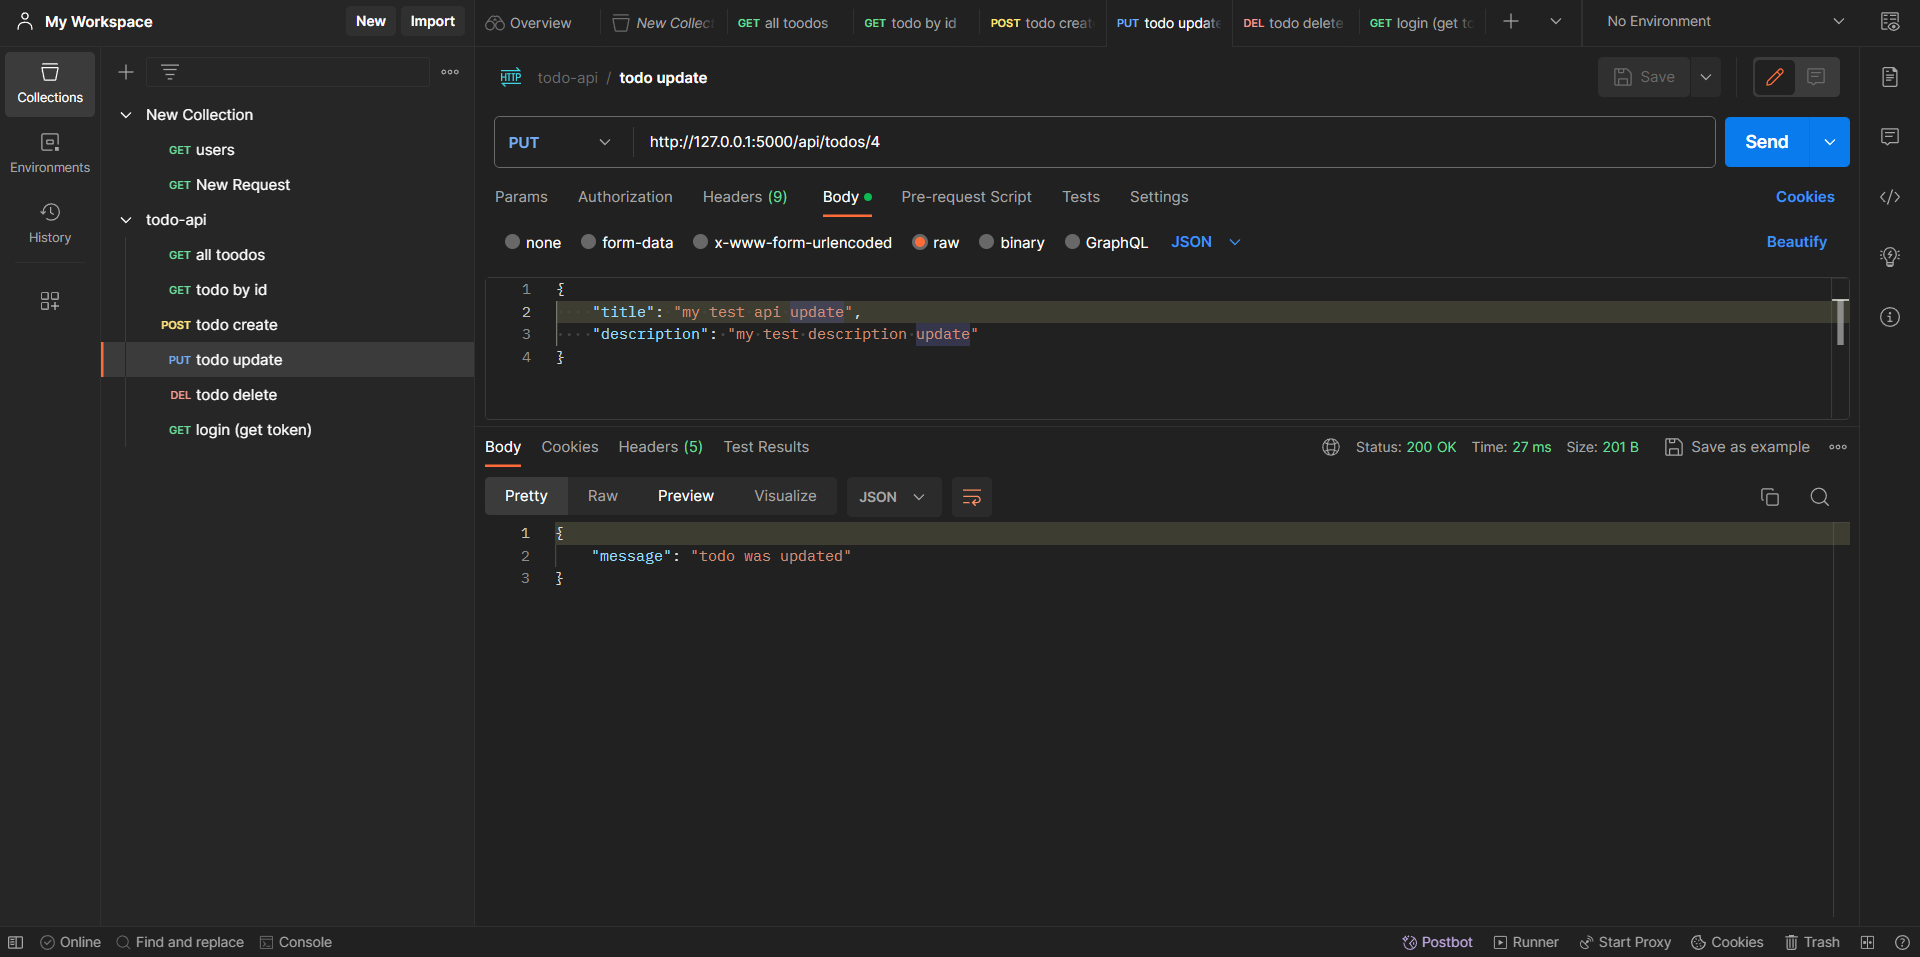 My Workspace
New
Import
Overview
New Collec
GET all toodos
GET todo by id
POST todo crea
PUT todo updat
DEL todo delete
GET login (get to
No Environment
Collections
Environments
History
New Collection
GET users
GET New Request
todo-api
GET all toodos
GET todo by id
POST todo create
PUT todo update
DEL todo delete
GET login (get token)
HTTP todo-api / todo update
Save
PUT
http://127.0.0.1:5000/api/todos/4
Send
Params
Authorization
Headers (9)
Body
Pre-request Script
Tests
Settings
Cookies
none
form-data
x-www-form-urlencoded
raw
binary
GraphQL
JSON
Beautify
1 {
2 "title": "my test api update",
3 "description": "my test description update"
4 }
Body
Cookies
Headers (5)
Test Results
Status: 200 OK
Time: 27 ms
Size: 201 B
Save as example
Pretty
Raw
Preview
Visualize
JSON
1 {
2 "message": "todo was updated"
3 }
Online
Find and replace
Console
Postbot
Runner
Start Proxy
Cookies
Trash